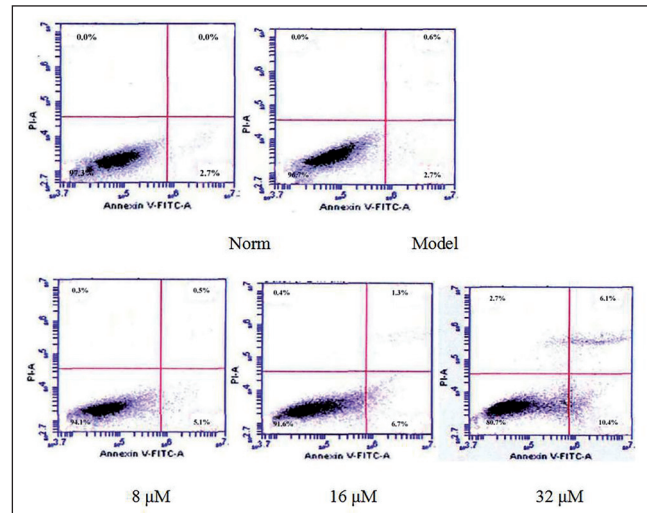 0.0% 0.0%
97.3% 2.7%
PI-A
Annexin V-FITC-A
0.0% 0.6%
2.7%
PI-A
Annexin V-FITC-A
Norm Model
0.3% 0.5%
94.1% 5.1%
PI-A
Annexin V-FITC-A
0.4% 1.3%
91.6% 6.7%
PI-A
Annexin V-FITC-A
2.7% 6.1%
10.4%
PI-A
Annexin V-FITC-A
8 μM 16 μM 32 μM